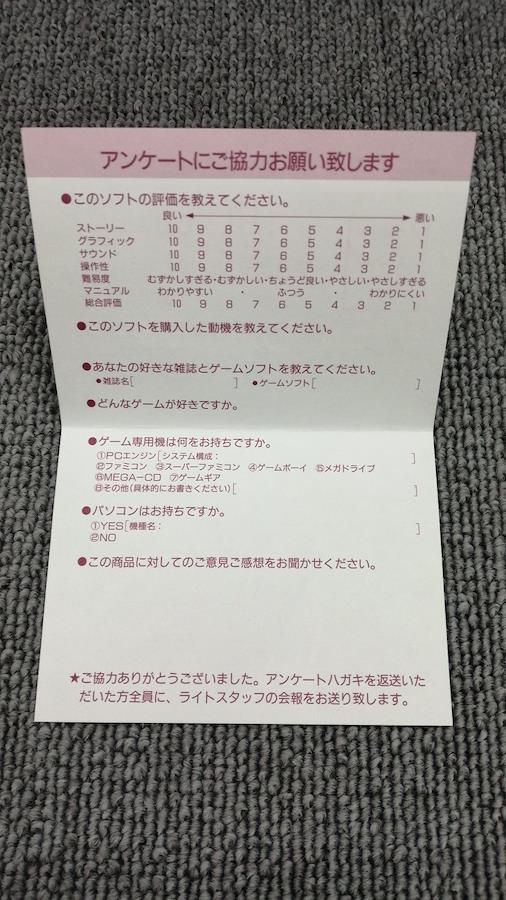 アンケートにご協力お願い致します
●このソフトの評価を教えてください。
良い 悪い
ストーリー 10 9 8 7 6 5 4 3 2 1
グラフィック 10 9 8 7 6 5 4 3 2 1
サウンド 10 9 8 7 6 5 4 3 2 1
操作性 10 9 8 7 6 5 4 3 2 1
難易度 むずかしすぎる・むずかしい・ちょうど良い・やさしい・やさしすぎる
マニュアル わかりやすい ・ ふつう ・ わかりにくい
総合評価 10 9 8 7 6 5 4 3 2 1
●このソフトを購入した動機を教えてください。
●あなたの好きな雑誌とゲームソフトを教えてください。
●雑誌名[ ] ●ゲームソフト[ ]
●どんなゲームが好きですか。
●ゲーム専用機は何をお持ちですか。
①PCエンジン[システム構成: ]
②ファミコン ③スーパーファミコン ④ゲームボーイ ⑤メガドライブ
⑥MEGA-CD ⑦ゲームギア
⑧その他(具体的にお書きください)[ ]
●パソコンはお持ちですか。
①YES[機種名: ]
②NO
●この商品に対してのご意見ご感想をお聞かせください。
★ご協力ありがとうございました。アンケートハガキを返送いた
だいた方全員に、ライトスタッフの会報をお送り致します。